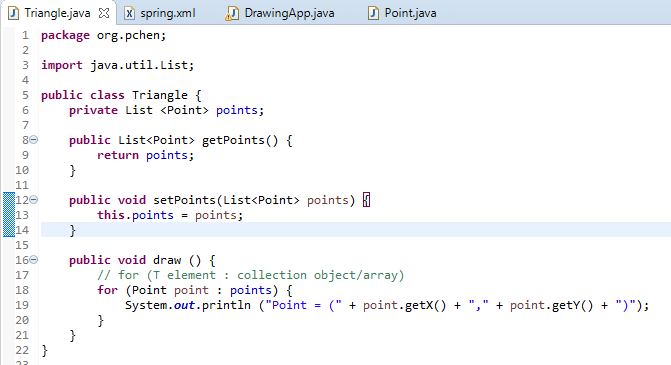 Triangle.java spring.xml DrawingApp.java Point.java
1 package org.pchen;
2
3 import java.util.List;
4
5 public class Triangle {
6     private List <Point> points;
7
8     public List<Point> getPoints() {
9         return points;
10     }
11
12     public void setPoints(List<Point> points) {
13         this.points = points;
14     }
15
16     public void draw () {
17         // for (T element : collection object/array)
18         for (Point point : points) {
19             System.out.println ("Point = (" + point.getX() + "," + point.getY() + ")");
20         }
21     }
22 }
23